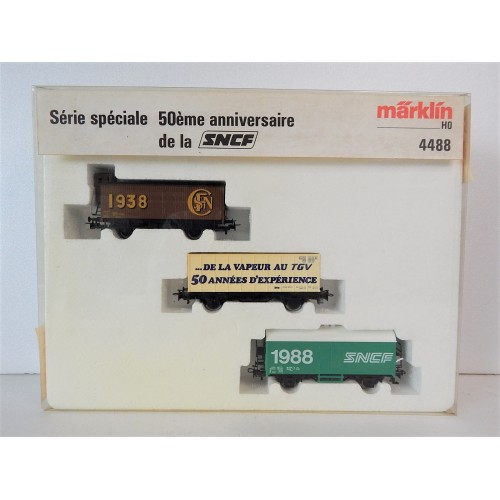 Série spéciale 50ème anniversaire
de la SNCF
märklin
HO
4488
1938
SNCF
...DE LA VAPEUR AU TGV
50 ANNÉES D'EXPÉRIENCE
1988 SNCF